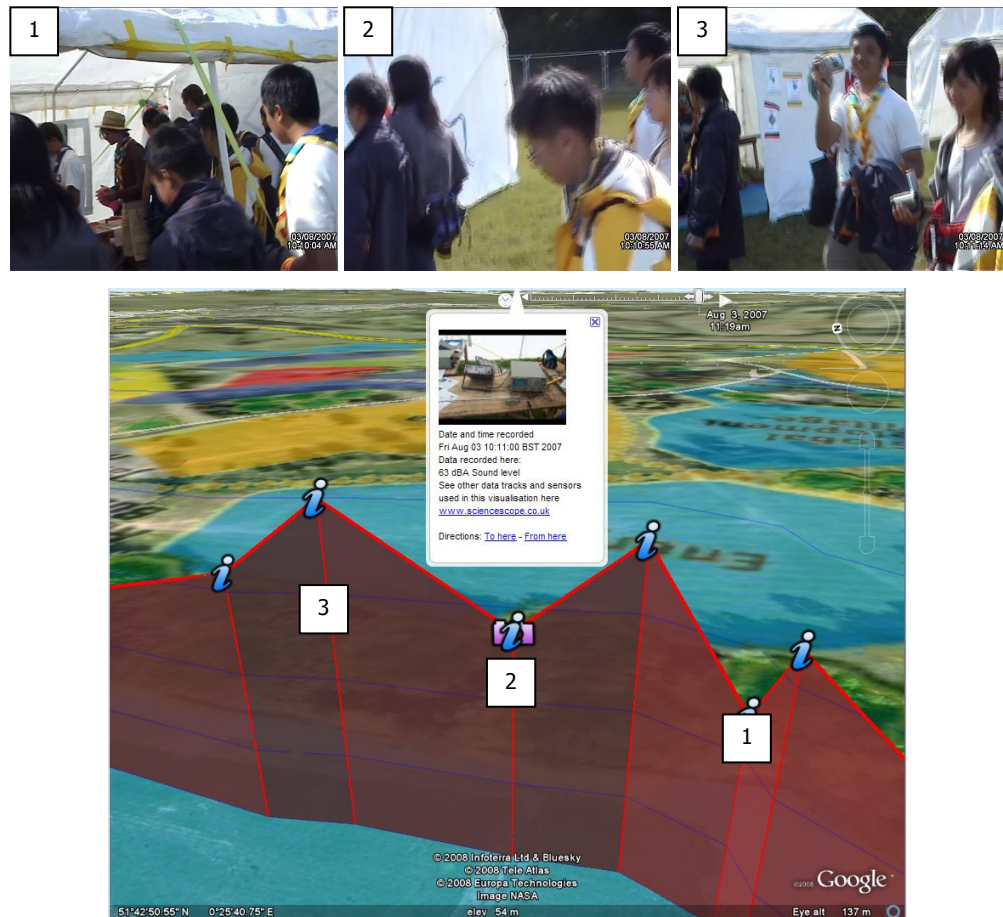 1
2
3
03/08/2007
10:10:04 AM
03/08/2007
10:10:55 AM
03/08/2007
10:11:14 AM
Aug 3, 2007
11:19am
N
Date and time recorded
Fri Aug 03 10:11:00 BST 2007
Data recorded here:
63 dBA Sound level
See other data tracks and sensors
used in this visualisation here
www.sciencescope.co.uk
Directions: To here - From here
3
2
1
© 2008 Infoterra Ltd & Bluesky
© 2008 Tele Atlas
© 2008 Europa Technologies
Image NASA
©2008 Google
51°42'50.55" N 0°25'40.75" E elev 54 m Eye alt 137 m